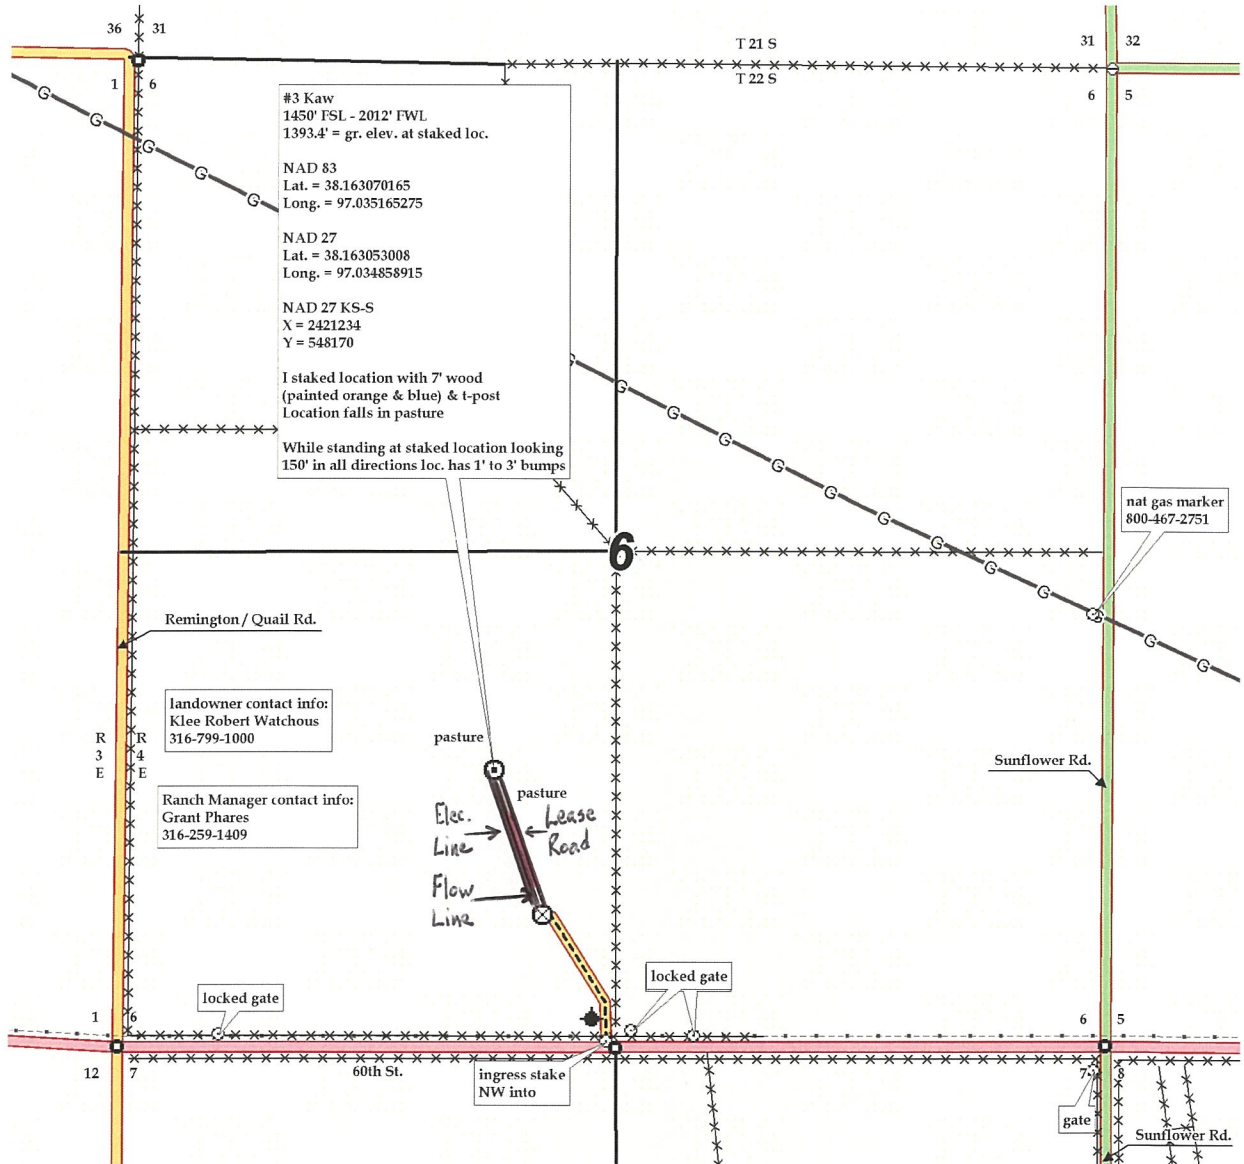 36 31
T 21 S
31 32
1 6
T 22 S
6 5
#3 Kaw
1450' FSL - 2012' FWL
1393.4' = gr. elev. at staked loc.
NAD 83
Lat. = 38.163070165
Long. = 97.035165275
NAD 27
Lat. = 38.163053008
Long. = 97.034858915
NAD 27 KS-S
X = 2421234
Y = 548170
I staked location with 7' wood
(painted orange & blue) & t-post
Location falls in pasture
While standing at staked location looking
150' in all directions loc. has 1' to 3' bumps
G G G G G
G G G G G G G G G G G G G
nat gas marker
800-467-2751
6
Remington / Quail Rd.
landowner contact info:
Klee Robert Watchous
316-799-1000
R 3 E
R 4 E
pasture
Sunflower Rd.
Ranch Manager contact info:
Grant Phares
316-259-1409
pasture
Elec.
Line
Lease
Road
Flow
Line
locked gate
locked gate
1 6
6 5
12 7
60th St.
ingress stake
NW into
7 8
gate
Sunflower Rd.